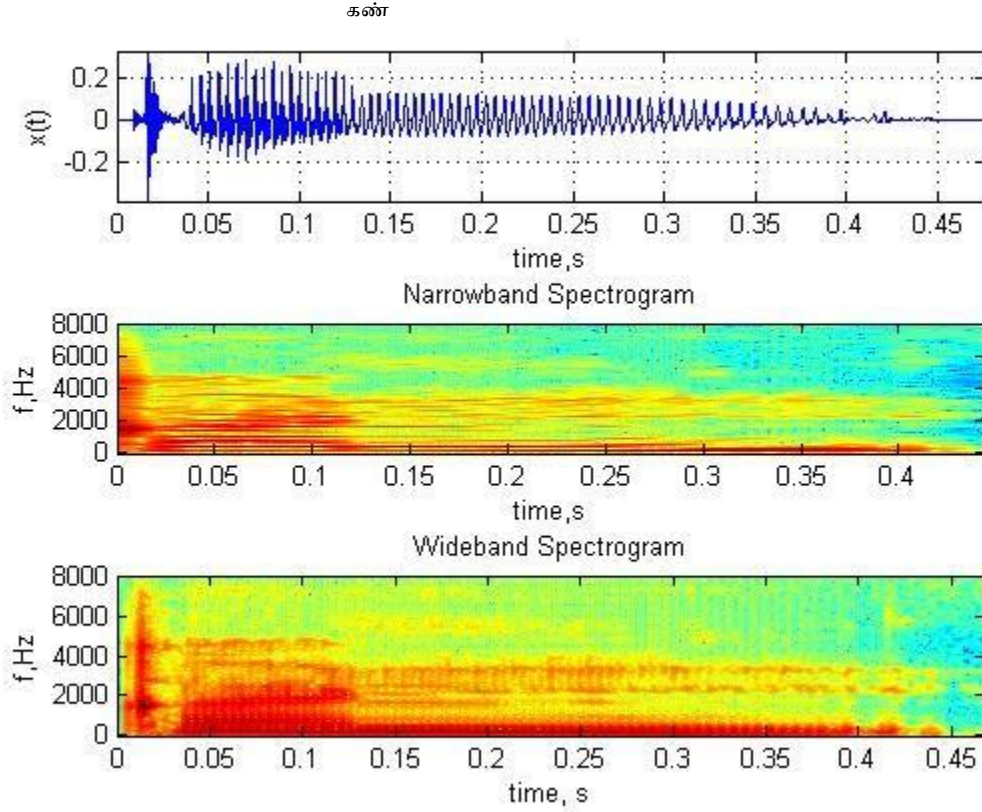 கண்
0.2
0
-0.2
x(t)
0 0.05 0.1 0.15 0.2 0.25 0.3 0.35 0.4 0.45
time,s
Narrowband Spectrogram
8000
6000
4000
2000
0
f,Hz
0 0.05 0.1 0.15 0.2 0.25 0.3 0.35 0.4
time,s
Wideband Spectrogram
8000
6000
4000
2000
0
f,Hz
0 0.05 0.1 0.15 0.2 0.25 0.3 0.35 0.4 0.45
time, s